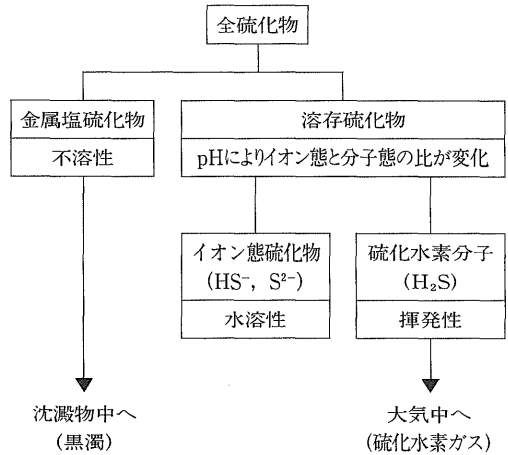 全硫化物
金属塩硫化物
不溶性
溶存硫化物
pHによりイオン態と分子態の比が変化
イオン態硫化物
(HS⁻, S²⁻)
水溶性
硫化水素分子
(H₂S)
揮発性
沈澱物中へ
(黒濁)
大気中へ
(硫化水素ガス)